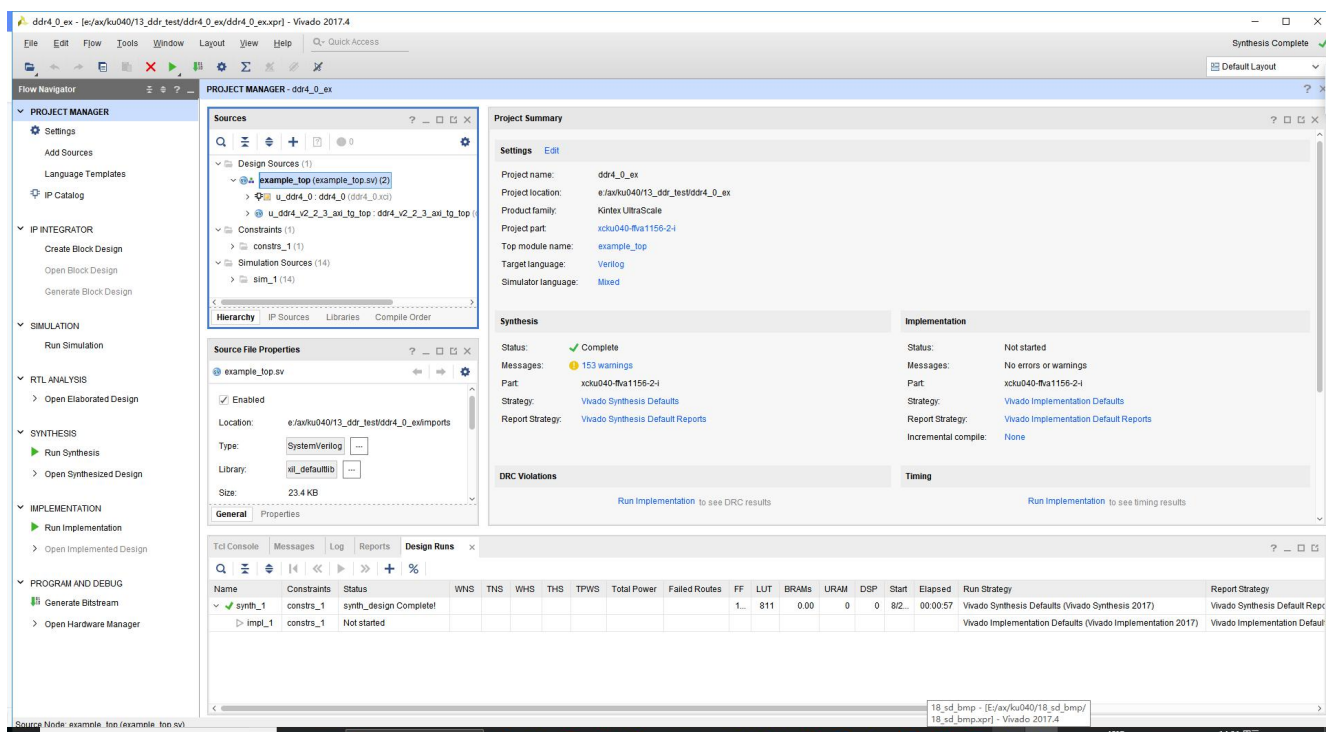 ddr4_0_ex - [e:/ax/ku040/13_ddr_test/ddr4_0_ex/ddr4_0_ex.xpr] - Vivado 2017.4
File Edit Flow Tools Window Layout View Help Quick Access
Synthesis Complete
Default Layout
Flow Navigator
PROJECT MANAGER - ddr4_0_ex
PROJECT MANAGER
Settings
Add Sources
Language Templates
IP Catalog
IP INTEGRATOR
Create Block Design
Open Block Design
Generate Block Design
SIMULATION
Run Simulation
RTL ANALYSIS
Open Elaborated Design
SYNTHESIS
Run Synthesis
Open Synthesized Design
IMPLEMENTATION
Run Implementation
Open Implemented Design
PROGRAM AND DEBUG
Generate Bitstream
Open Hardware Manager
Sources
0
Design Sources (1)
example_top (example_top.sv) (2)
u_ddr4_0 : ddr4_0 (ddr4_0.xci)
u_ddr4_v2_2_3_axi_tg_top : ddr4_v2_2_3_axi_tg_top (
Constraints (1)
constrs_1 (1)
Simulation Sources (14)
sim_1 (14)
Hierarchy IP Sources Libraries Compile Order
Source File Properties
example_top.sv
Enabled
Location: e:/ax/ku040/13_ddr_test/ddr4_0_ex/imports
Type: SystemVerilog ...
Library: xil_defaultlib ...
Size: 23.4 KB
General Properties
Project Summary
Settings Edit
Project name: ddr4_0_ex
Project location: e:/ax/ku040/13_ddr_test/ddr4_0_ex
Product family: Kintex UltraScale
Project part: xcku040-ffva1156-2-i
Top module name: example_top
Target language: Verilog
Simulator language: Mixed
Synthesis
Status: Complete
Messages: 153 warnings
Part: xcku040-ffva1156-2-i
Strategy: Vivado Synthesis Defaults
Report Strategy: Vivado Synthesis Default Reports
Implementation
Status: Not started
Messages: No errors or warnings
Part: xcku040-ffva1156-2-i
Strategy: Vivado Implementation Defaults
Report Strategy: Vivado Implementation Default Reports
Incremental compile: None
DRC Violations
Run Implementation to see DRC results
Timing
Run Implementation to see timing results
Tcl Console Messages Log Reports Design Runs
Name Constraints Status WNS TNS WHS THS TPWS Total Power Failed Routes FF LUT BRAMs URAM DSP Start Elapsed Run Strategy Report Strategy
synth_1 constrs_1 synth_design Complete! 1... 811 0.00 0 0 8/2... 00:00:57 Vivado Synthesis Defaults (Vivado Synthesis 2017) Vivado Synthesis Default Repo
impl_1 constrs_1 Not started Vivado Implementation Defaults (Vivado Implementation 2017) Vivado Implementation Defaul
18_sd_bmp - [E:/ax/ku040/18_sd_bmp/
18_sd_bmp.xpr] - Vivado 2017.4
Source Node: example_top (example_top.sv)